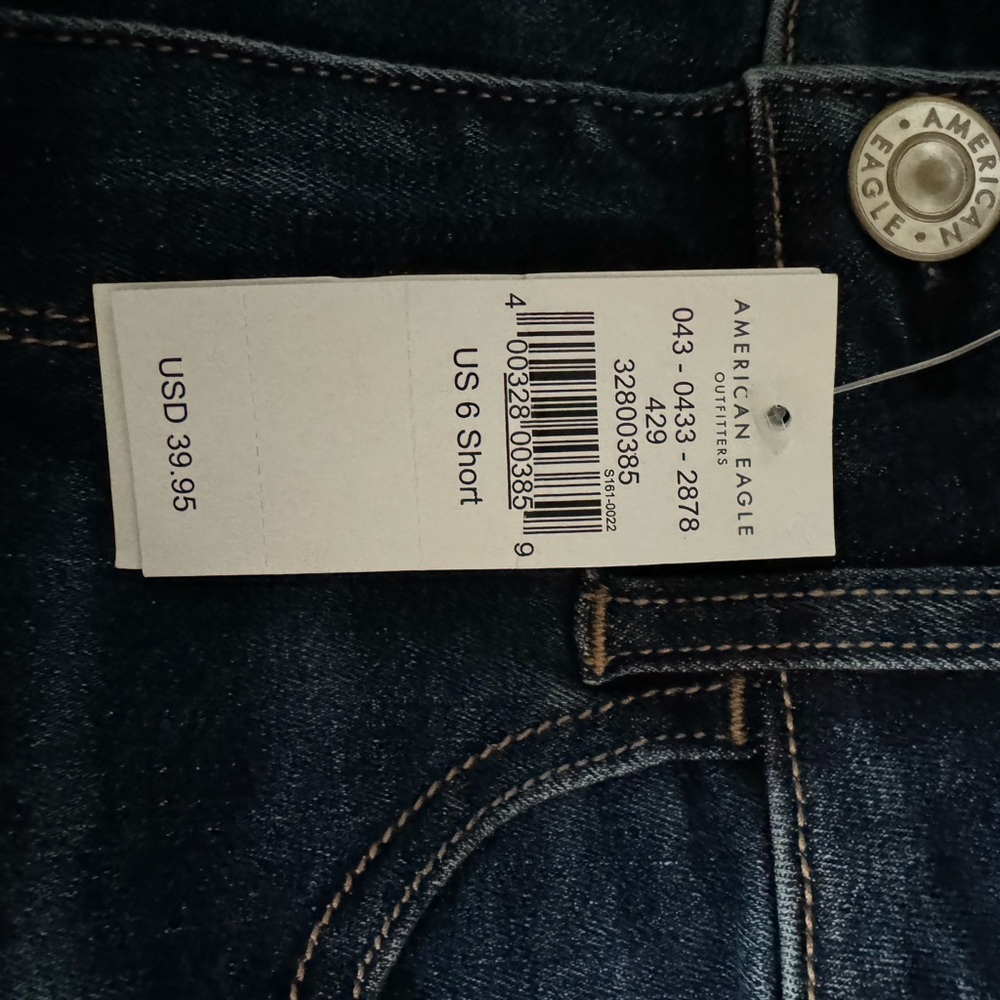 AMERICAN EAGLE
OUTFITTERS
043 - 0433 - 2878
429
32800385
S161-0022
4 00328 00385 9
US 6 Short
USD 39.95
AMERICAN • EAGLE •